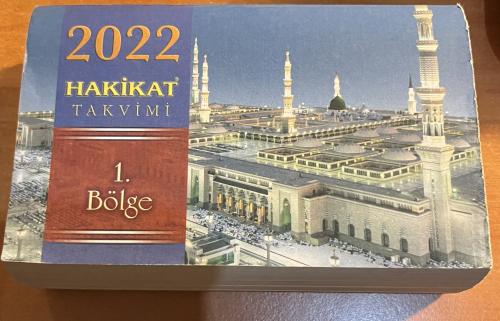 2022
HAKİKAT®
TAKVİMİ
1.
Bölge